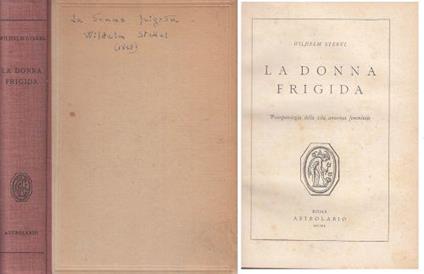 WILHELM STEKEL
LA DONNA
FRIGIDA
ASTROLABIO
La Donna frigida
Wilhelm Stekel
WILHELM STEKEL
LA DONNA
FRIGIDA
Psicopatologia della vita amorosa femminile
ROMA
ASTROLABIO